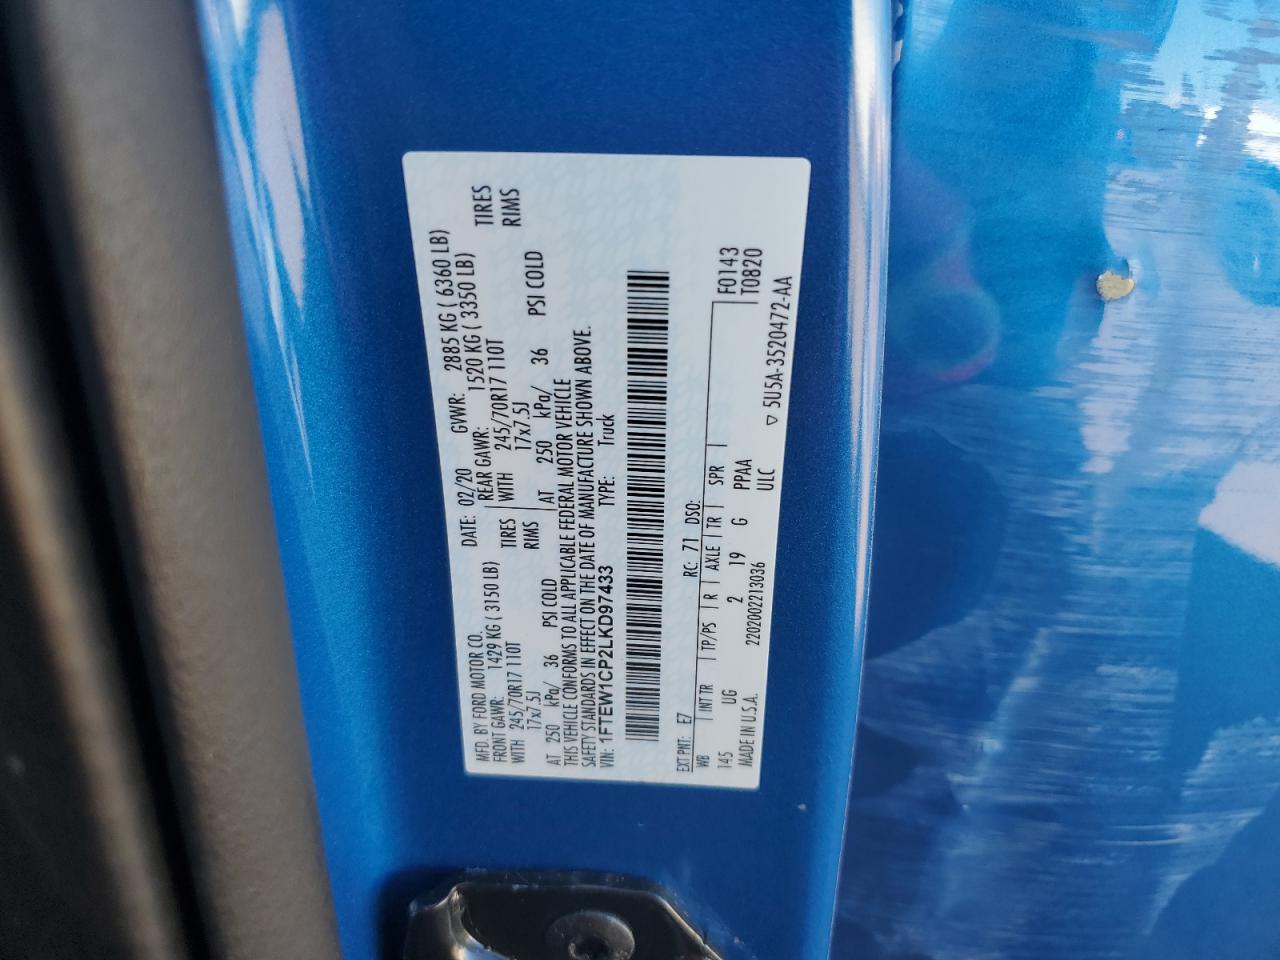 MFD. BY FORD MOTOR CO.
DATE: 02/20 GVWR: 2885 KG ( 6360 LB)
FRONT GAWR: 1429 KG ( 3150 LB) REAR GAWR: 1520 KG ( 3350 LB)
WITH 245/70R17 110T TIRES WITH 245/70R17 110T TIRES
17x7.5J RIMS 17x7.5J RIMS
AT 250 kPa/ 36 PSI COLD AT 250 kPa/ 36 PSI COLD
THIS VEHICLE CONFORMS TO ALL APPLICABLE FEDERAL MOTOR VEHICLE
SAFETY STANDARDS IN EFFECT ON THE DATE OF MANUFACTURE SHOWN ABOVE.
VIN: 1FTEW1CP2LKD97433 TYPE: Truck
EXT PNT: E7 RC: 71 DSO:
WB INT TR TP/PS R AXLE TR SPR F0143
145 UG 2 19 G PPAA T0820
MADE IN U.S.A. 2202002213036 ULC ▽ 5U5A-3520472-AA